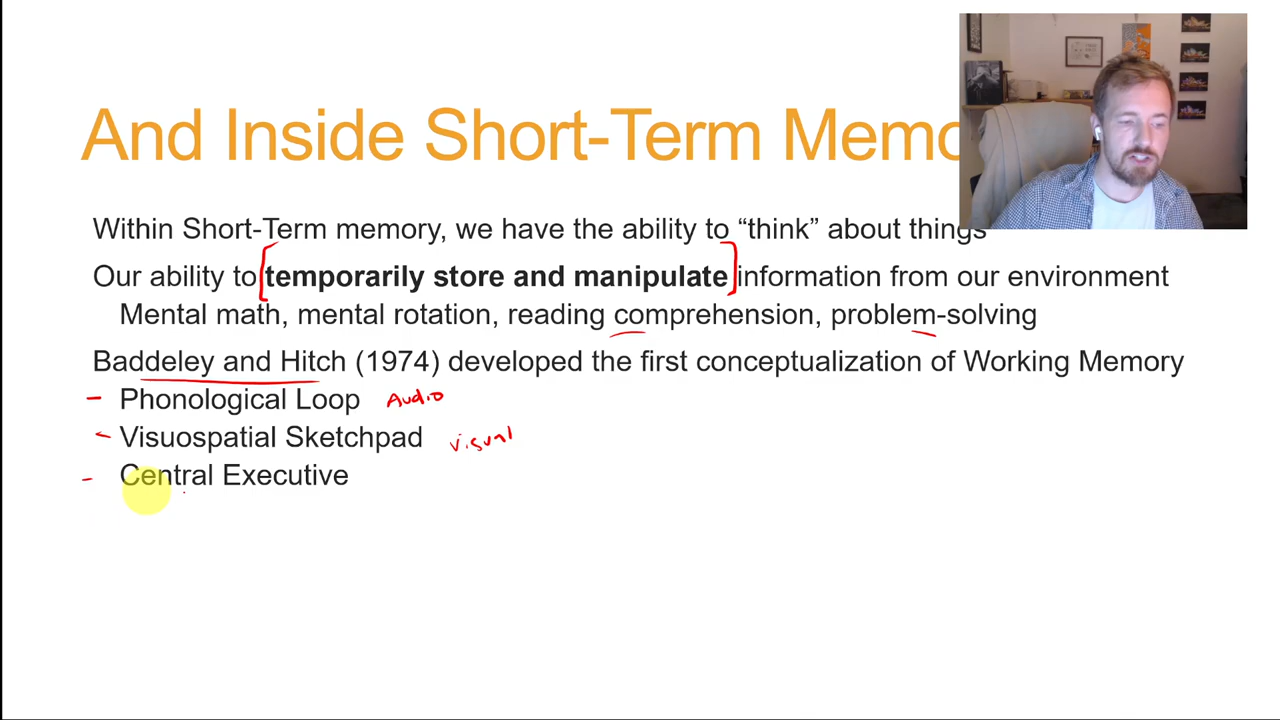 And Inside Short-Term Memo
Within Short-Term memory, we have the ability to “think” about things
Our ability to temporarily store and manipulate information from our environment
Mental math, mental rotation, reading comprehension, problem-solving
Baddeley and Hitch (1974) developed the first conceptualization of Working Memory
Phonological Loop Audio
Visuospatial Sketchpad visual
Central Executive